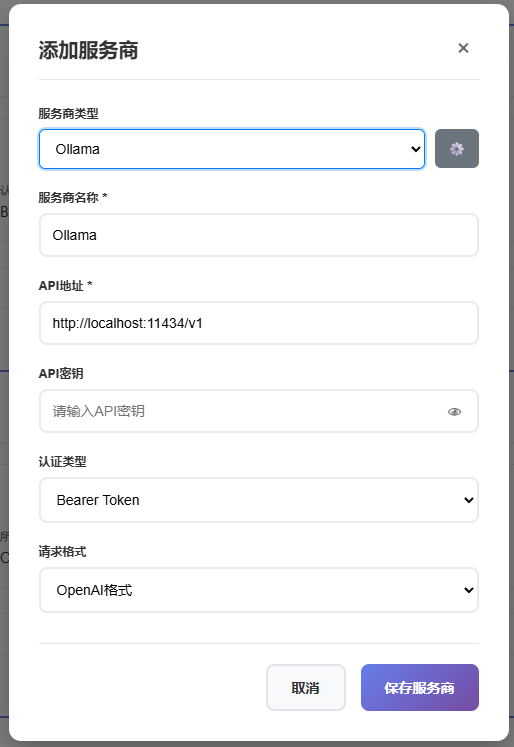 添加服务商
×
服务商类型
Ollama
服务商名称 *
Ollama
API地址 *
http://localhost:11434/v1
API密钥
请输入API密钥
认证类型
Bearer Token
请求格式
OpenAI格式
取消
保存服务商